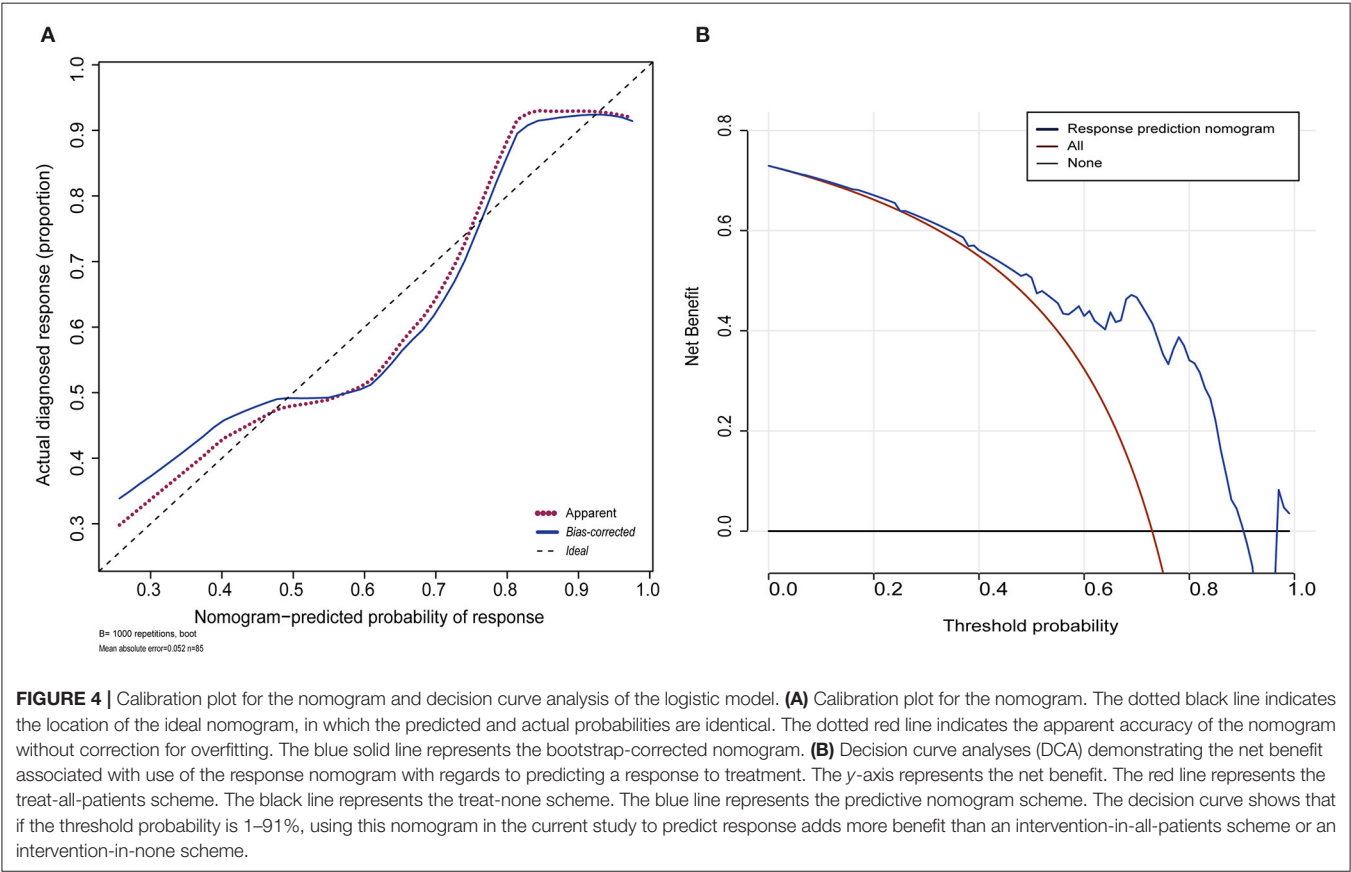 A
B
1.0
0.9
0.8
0.7
0.6
0.5
0.4
0.3
Actual diagnosed response (proportion)
Apparent
Bias-corrected
Ideal
0.3
0.4
0.5
0.6
0.7
0.8
0.9
1.0
Nomogram−predicted probability of response
B= 1000 repetitions, boot
Mean absolute error=0.052 n=85
0.8
0.6
0.4
0.2
0.0
Net Benefit
Response prediction nomogram
All
None
0.0
0.2
0.4
0.6
0.8
1.0
Threshold probability
FIGURE 4 | Calibration plot for the nomogram and decision curve analysis of the logistic model. (A) Calibration plot for the nomogram. The dotted black line indicates
the location of the ideal nomogram, in which the predicted and actual probabilities are identical. The dotted red line indicates the apparent accuracy of the nomogram
without correction for overfitting. The blue solid line represents the bootstrap-corrected nomogram. (B) Decision curve analyses (DCA) demonstrating the net benefit
associated with use of the response nomogram with regards to predicting a response to treatment. The y-axis represents the net benefit. The red line represents the
treat-all-patients scheme. The black line represents the treat-none scheme. The blue line represents the predictive nomogram scheme. The decision curve shows that
if the threshold probability is 1–91%, using this nomogram in the current study to predict response adds more benefit than an intervention-in-all-patients scheme or an
intervention-in-none scheme.